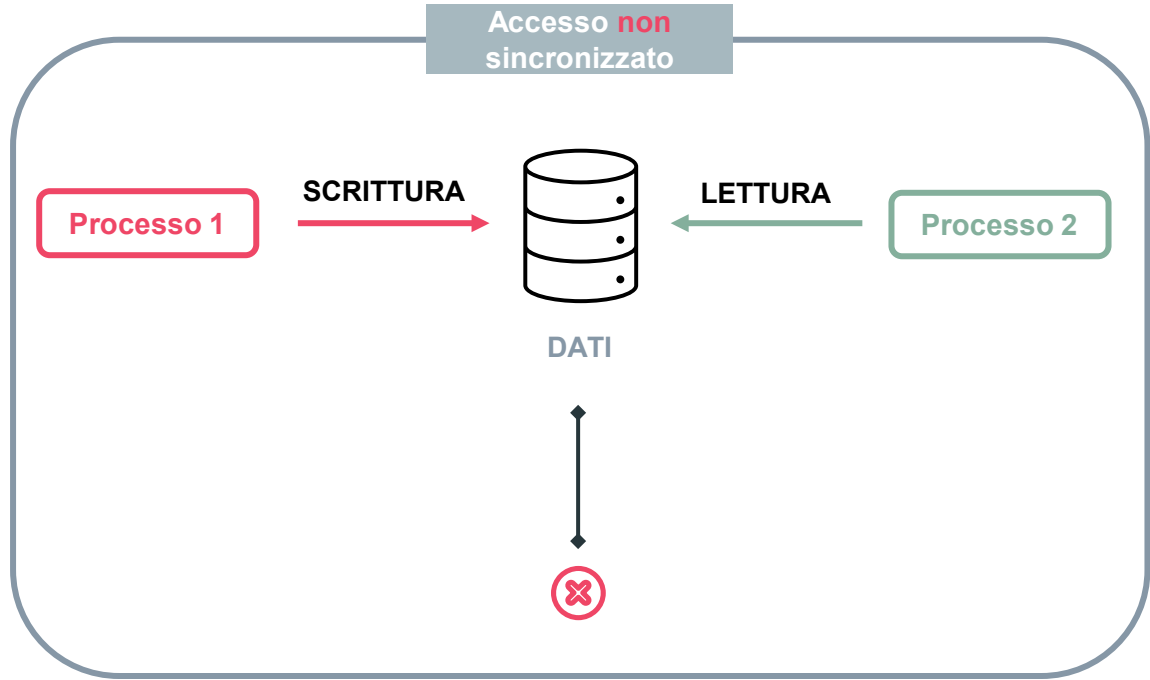 Accesso non
sincronizzato
SCRITTURA
LETTURA
Processo 1
Processo 2
DATI